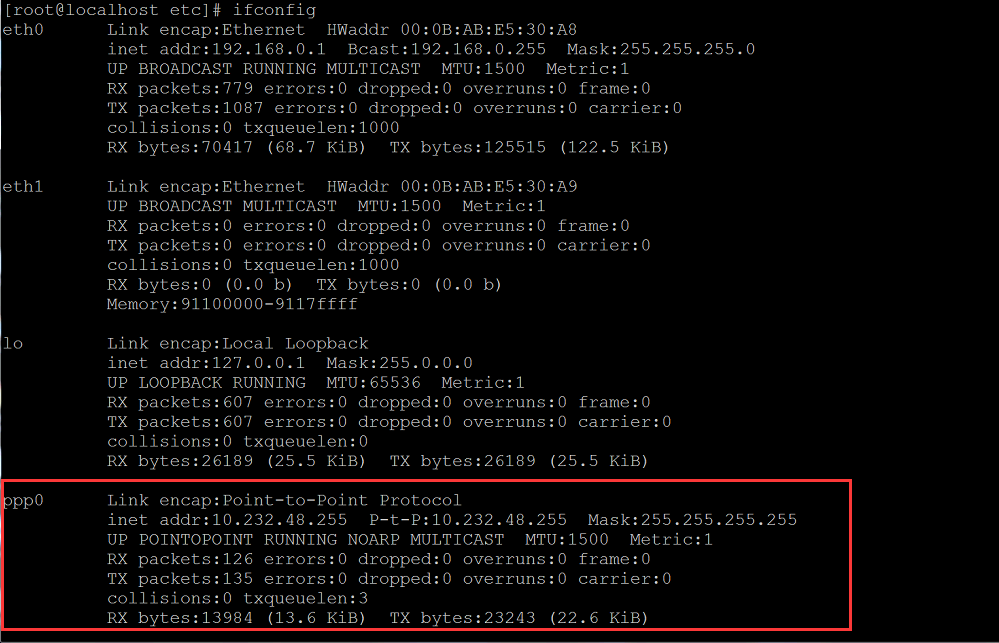 [root@localhost etc]# ifconfig
eth0      Link encap:Ethernet  HWaddr 00:0B:AB:E5:30:A8
          inet addr:192.168.0.1  Bcast:192.168.0.255  Mask:255.255.255.0
          UP BROADCAST RUNNING MULTICAST  MTU:1500  Metric:1
          RX packets:779 errors:0 dropped:0 overruns:0 frame:0
          TX packets:1087 errors:0 dropped:0 overruns:0 carrier:0
          collisions:0 txqueuelen:1000
          RX bytes:70417 (68.7 KiB)  TX bytes:125515 (122.5 KiB)

eth1      Link encap:Ethernet  HWaddr 00:0B:AB:E5:30:A9
          UP BROADCAST MULTICAST  MTU:1500  Metric:1
          RX packets:0 errors:0 dropped:0 overruns:0 frame:0
          TX packets:0 errors:0 dropped:0 overruns:0 carrier:0
          collisions:0 txqueuelen:1000
          RX bytes:0 (0.0 b)  TX bytes:0 (0.0 b)
          Memory:91100000-9117ffff

lo        Link encap:Local Loopback
          inet addr:127.0.0.1  Mask:255.0.0.0
          UP LOOPBACK RUNNING  MTU:65536  Metric:1
          RX packets:607 errors:0 dropped:0 overruns:0 frame:0
          TX packets:607 errors:0 dropped:0 overruns:0 carrier:0
          collisions:0 txqueuelen:0
          RX bytes:26189 (25.5 KiB)  TX bytes:26189 (25.5 KiB)

ppp0      Link encap:Point-to-Point Protocol
          inet addr:10.232.48.255  P-t-P:10.232.48.255  Mask:255.255.255.255
          UP POINTOPOINT RUNNING NOARP MULTICAST  MTU:1500  Metric:1
          RX packets:126 errors:0 dropped:0 overruns:0 frame:0
          TX packets:135 errors:0 dropped:0 overruns:0 carrier:0
          collisions:0 txqueuelen:3
          RX bytes:13984 (13.6 KiB)  TX bytes:23243 (22.6 KiB)